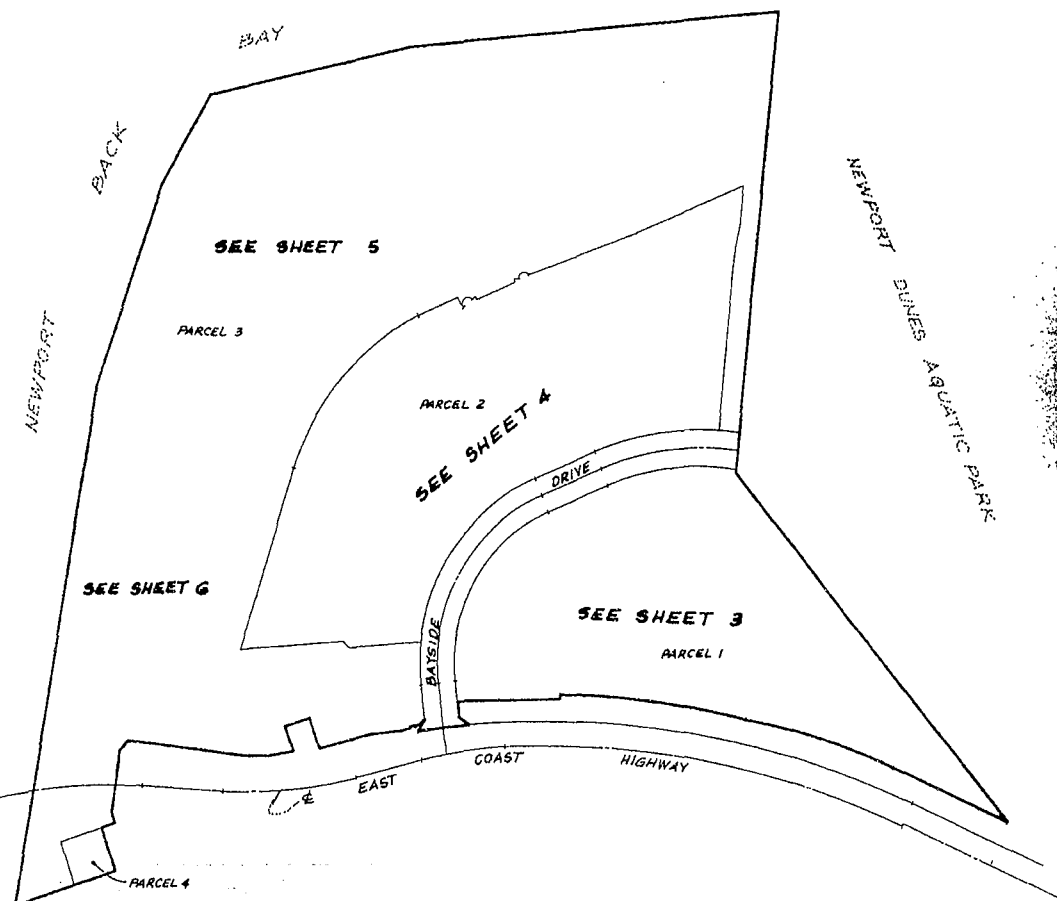 BAY
BACK
NEWPORT
NEWPORT DUNES AQUATIC PARK
SEE SHEET 5
PARCEL 3
PARCEL 2
SEE SHEET 4
DRIVE
BAYSIDE
SEE SHEET 6
SEE SHEET 3
PARCEL 1
EAST COAST HIGHWAY
℄
PARCEL 4